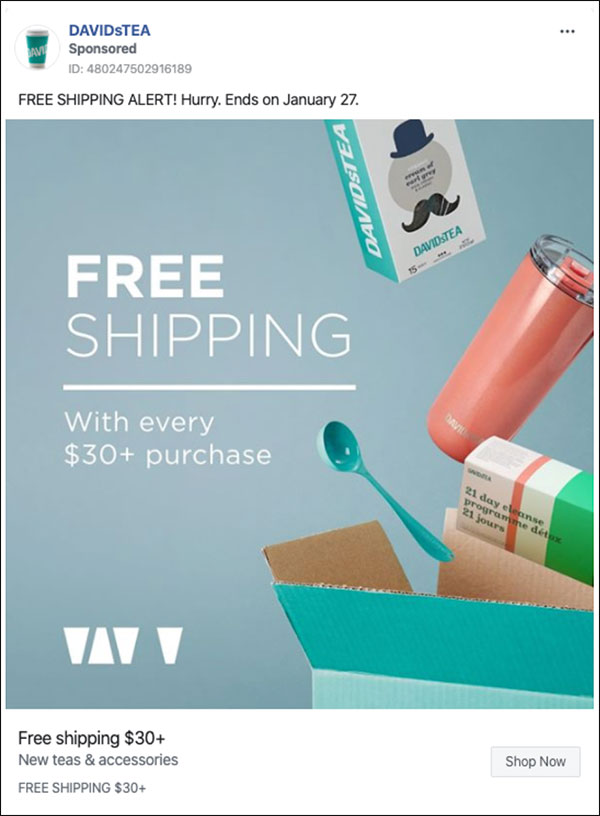 DAVIDsTEA
Sponsored
ID: 480247502916189
FREE SHIPPING ALERT! Hurry. Ends on January 27.
FREE
SHIPPING
With every
$30+ purchase
DAVIDsTEA
cream of
earl grey
DAVIDsTEA
15
DAVIDsTEA
21 day cleanse
programme détox
21 jours
Free shipping $30+
New teas & accessories
FREE SHIPPING $30+
Shop Now